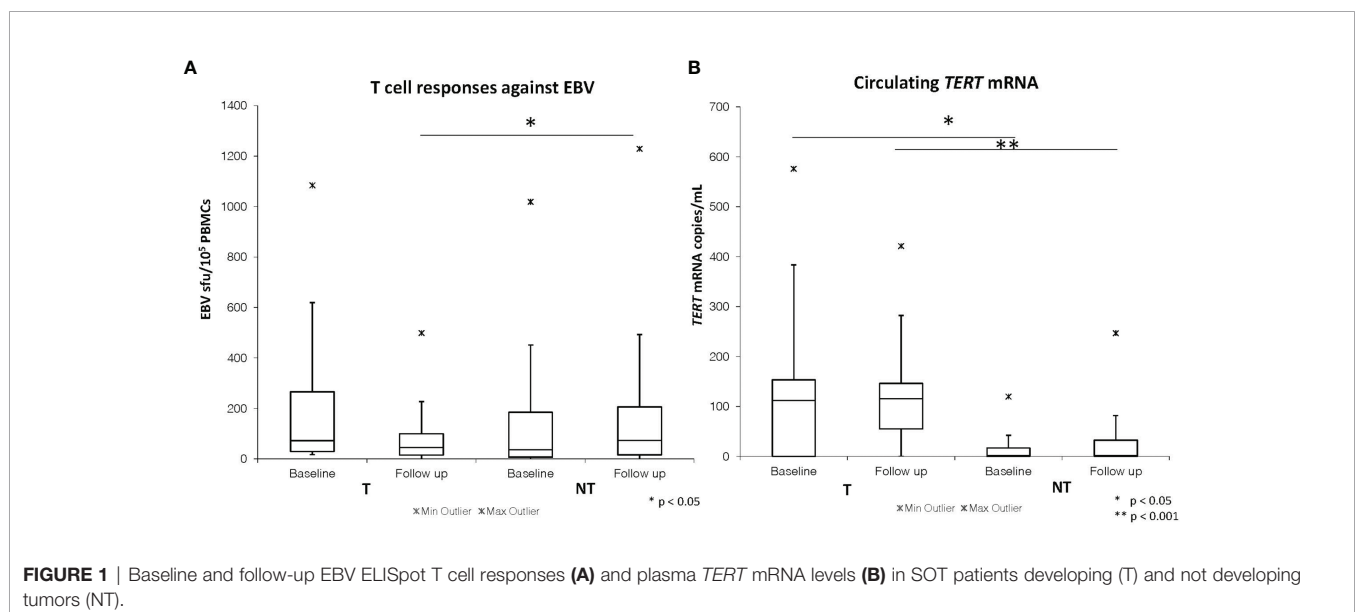 A
T cell responses against EBV
EBV sfu/10⁵ PBMCs
1400
1200
1000
800
600
400
200
0
*
Baseline
Follow up
Baseline
Follow up
T
NT
Min Outlier Max Outlier
* p < 0.05
B
Circulating TERT mRNA
TERT mRNA copies/mL
700
600
500
400
300
200
100
0
*
**
Baseline
Follow up
Baseline
Follow up
T
NT
Min Outlier Max Outlier
* p < 0.05
** p < 0.001
FIGURE 1 | Baseline and follow-up EBV ELISpot T cell responses (A) and plasma TERT mRNA levels (B) in SOT patients developing (T) and not developing
tumors (NT).